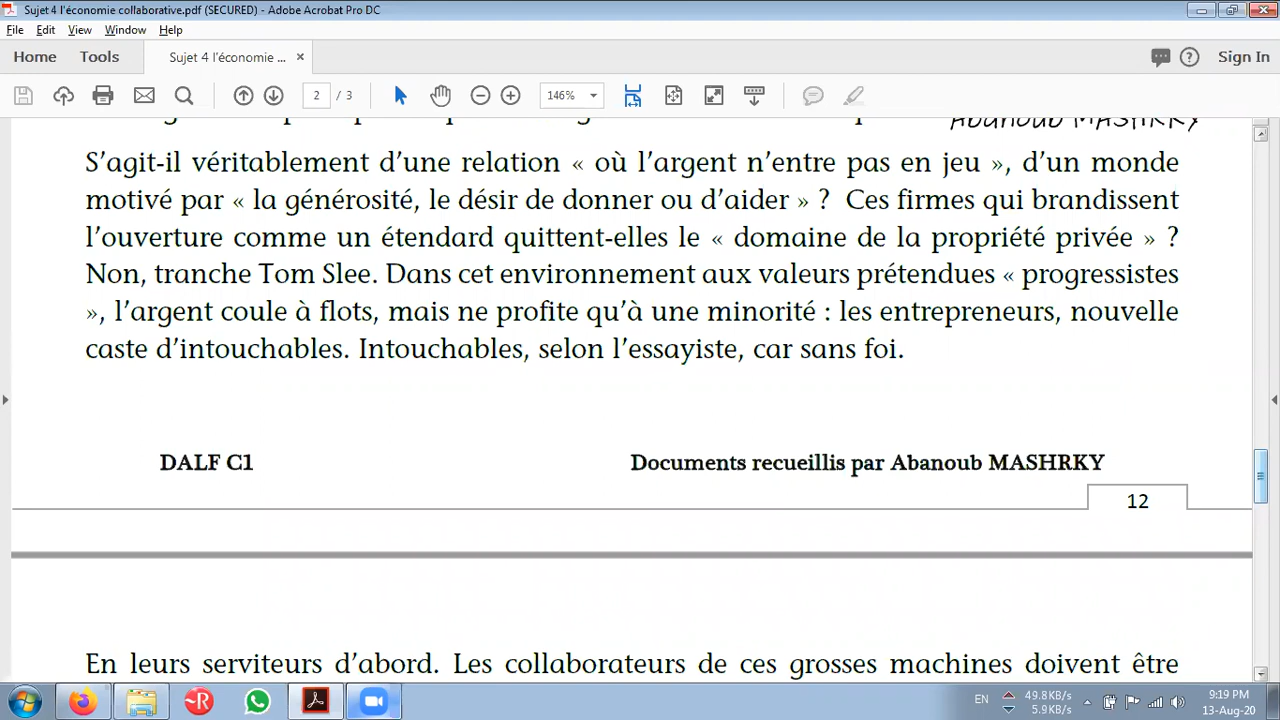 Sujet 4 l'économie collaborative.pdf (SECURED) - Adobe Acrobat Pro DC
File Edit View Window Help
Home Tools Sujet 4 l'économie ... × Sign In
2 / 3 146%
Abanoub MASHRKY
S'agit-il véritablement d'une relation « où l'argent n'entre pas en jeu », d'un monde
motivé par « la générosité, le désir de donner ou d'aider » ? Ces firmes qui brandissent
l'ouverture comme un étendard quittent-elles le « domaine de la propriété privée » ?
Non, tranche Tom Slee. Dans cet environnement aux valeurs prétendues « progressistes
», l'argent coule à flots, mais ne profite qu'à une minorité : les entrepreneurs, nouvelle
caste d'intouchables. Intouchables, selon l'essayiste, car sans foi.
DALF C1 Documents recueillis par Abanoub MASHRKY
12
En leurs serviteurs d'abord. Les collaborateurs de ces grosses machines doivent être
EN 49.8KB/s 9:19 PM
5.9KB/s 13-Aug-20